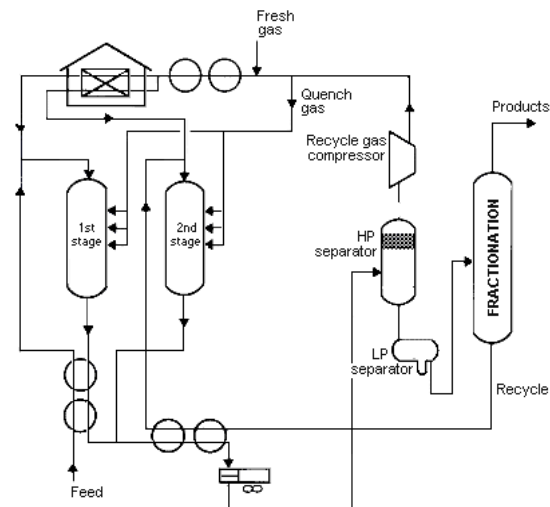 Fresh
gas
Quench
gas
Products
Recycle gas
compressor
1st
stage
2nd
stage
HP
separator
FRACTIONATION
LP
separator
Recycle
Feed